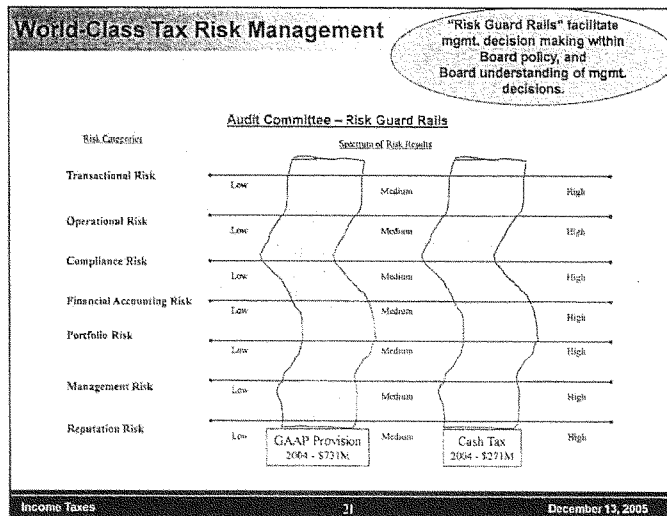 World-Class Tax Risk Management
"Risk Guard Rails" facilitate
mgmt. decision making within
Board policy, and
Board understanding of mgmt.
decisions.
Audit Committee – Risk Guard Rails
Risk Categories
Spectrum of Risk Results
Transactional Risk
Low Medium High
Operational Risk
Low Medium High
Compliance Risk
Low Medium High
Financial Accounting Risk
Low Medium High
Portfolio Risk
Low Medium High
Management Risk
Low Medium High
Reputation Risk
Low Medium High
GAAP Provision
2004 - $731M
Cash Tax
2004 - $271M
Income Taxes 21 December 13, 2005